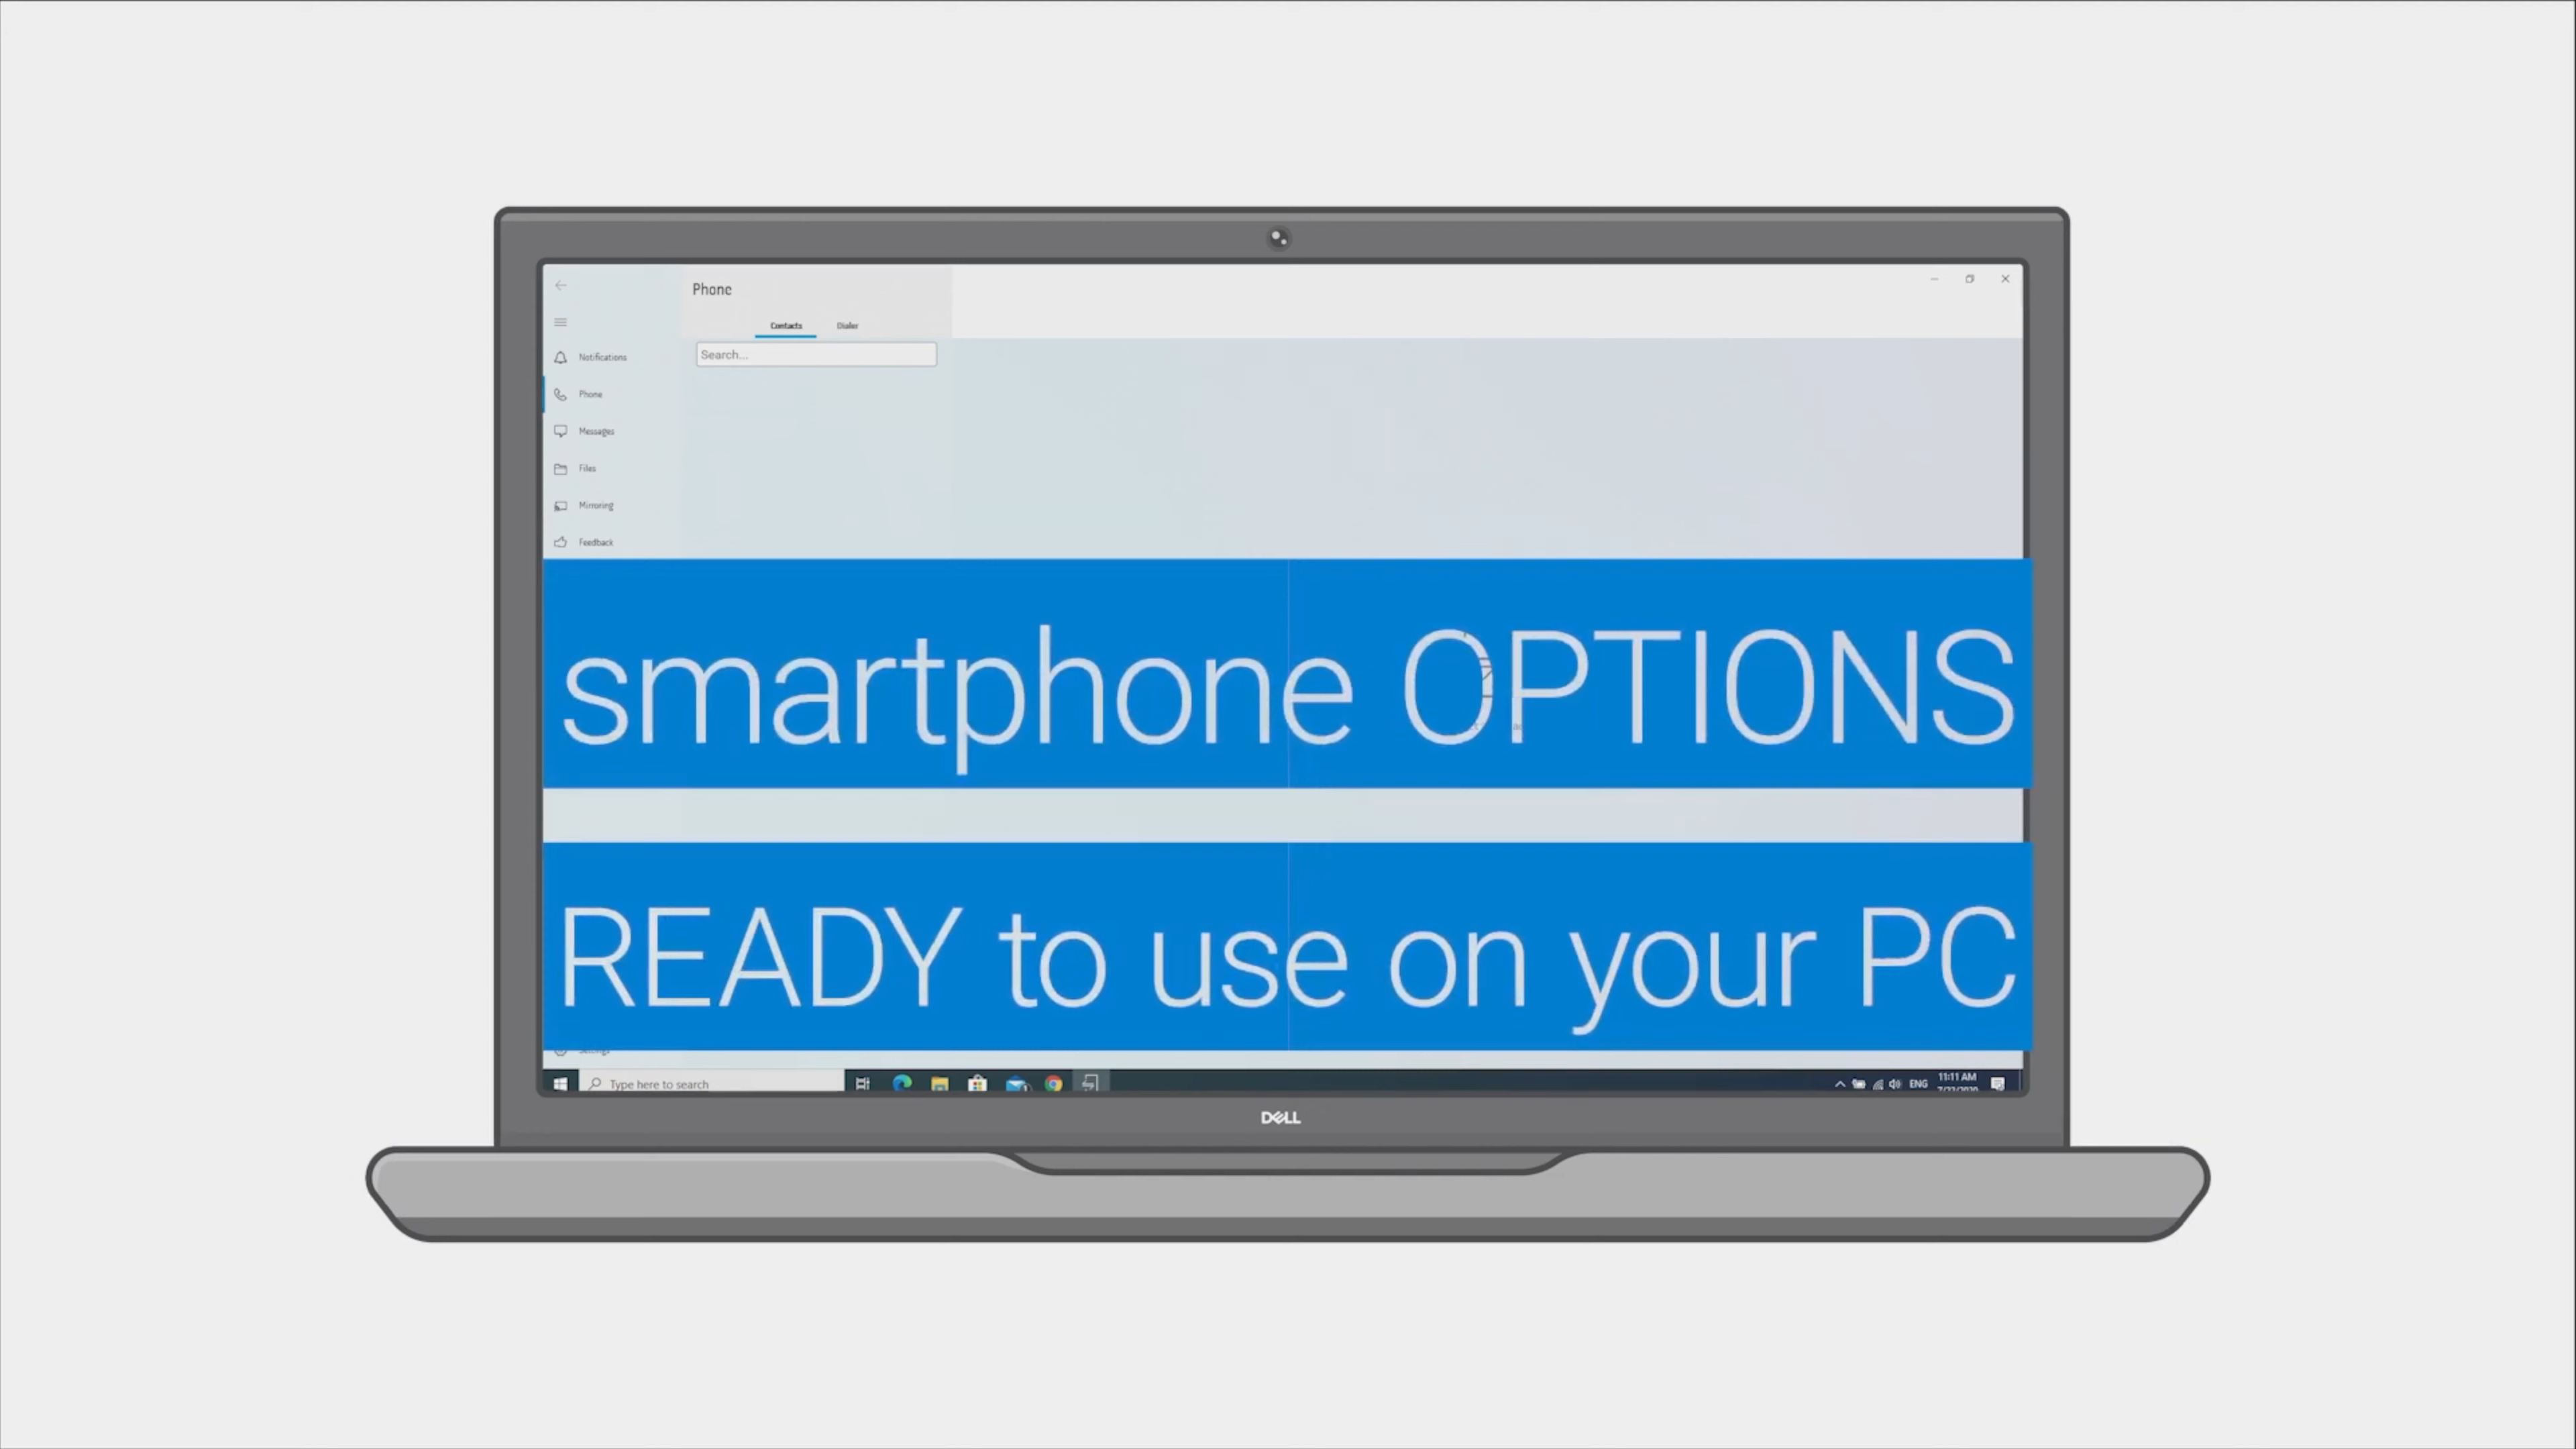 Phone
Contacts Dialer
Search...
Notifications
Phone
Messages
Files
Mirroring
Feedback
smartphone OPTIONS
READY to use on your PC
Type here to search
ENG
11:11 AM
DELL